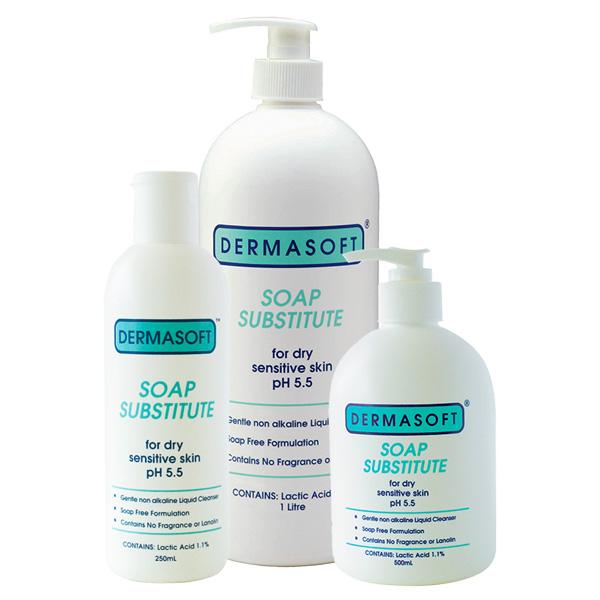 DERMASOFT™
SOAP
SUBSTITUTE
for dry
sensitive skin
pH 5.5
• Gentle non alkaline Liquid Cleanser
• Soap Free Formulation
• Contains No Fragrance or Lanolin
CONTAINS: Lactic Acid 1.1%
250mL
DERMASOFT®
SOAP
SUBSTITUTE
for dry
sensitive skin
pH 5.5
Gentle non alkaline Liquid
Soap Free Formulation
Contains No Fragrance or
CONTAINS: Lactic Acid
1 Litre
DERMASOFT®
SOAP
SUBSTITUTE
for dry
sensitive skin
pH 5.5
• Gentle non alkaline Liquid Cleanser
• Soap Free Formulation
• Contains No Fragrance or Lanolin
CONTAINS: Lactic Acid 1.1%
500mL